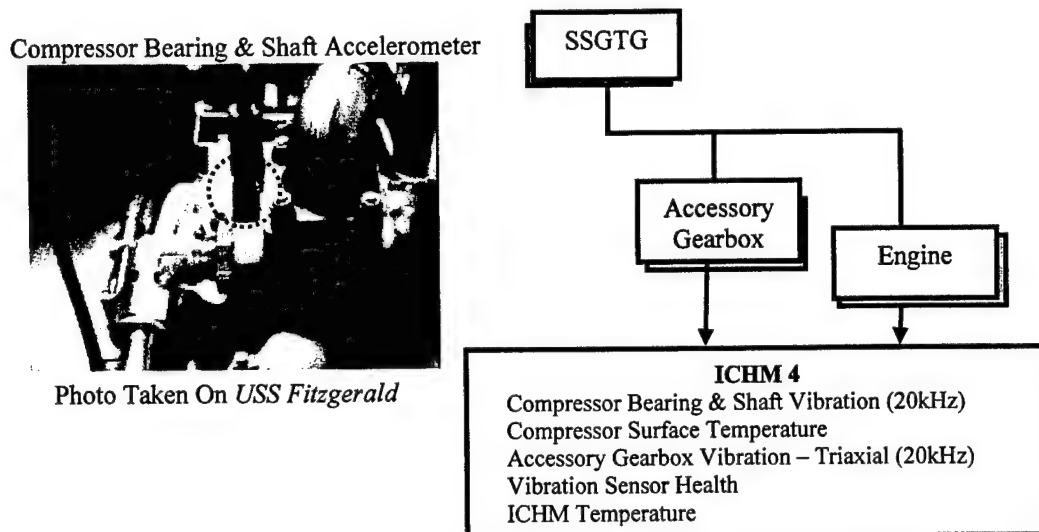 Compressor Bearing & Shaft Accelerometer
Photo Taken On USS Fitzgerald
SSGTG
Accessory
Gearbox
Engine
ICHM 4
Compressor Bearing & Shaft Vibration (20kHz)
Compressor Surface Temperature
Accessory Gearbox Vibration – Triaxial (20kHz)
Vibration Sensor Health
ICHM Temperature